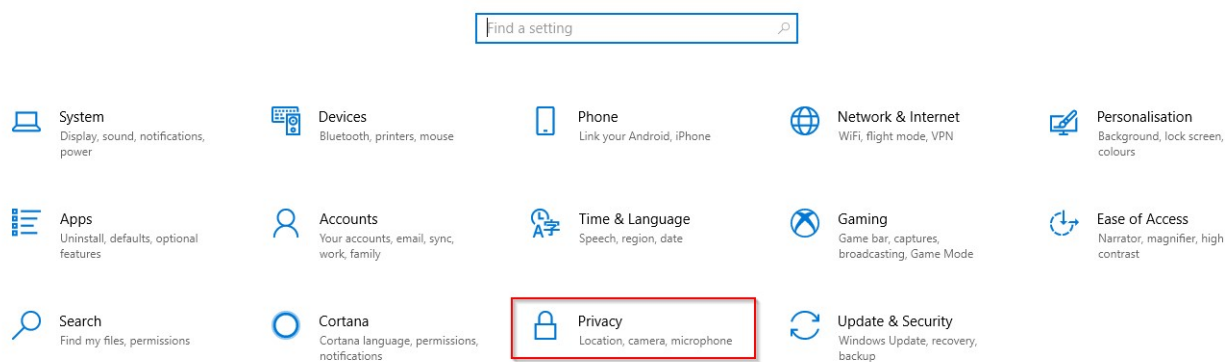 Find a setting
System
Display, sound, notifications,
power
Devices
Bluetooth, printers, mouse
Phone
Link your Android, iPhone
Network & Internet
WiFi, flight mode, VPN
Personalisation
Background, lock screen,
colours
Apps
Uninstall, defaults, optional
features
Accounts
Your accounts, email, sync,
work, family
Time & Language
Speech, region, date
Gaming
Game bar, captures,
broadcasting, Game Mode
Ease of Access
Narrator, magnifier, high
contrast
Search
Find my files, permissions
Cortana
Cortana language, permissions,
notifications
Privacy
Location, camera, microphone
Update & Security
Windows Update, recovery,
backup